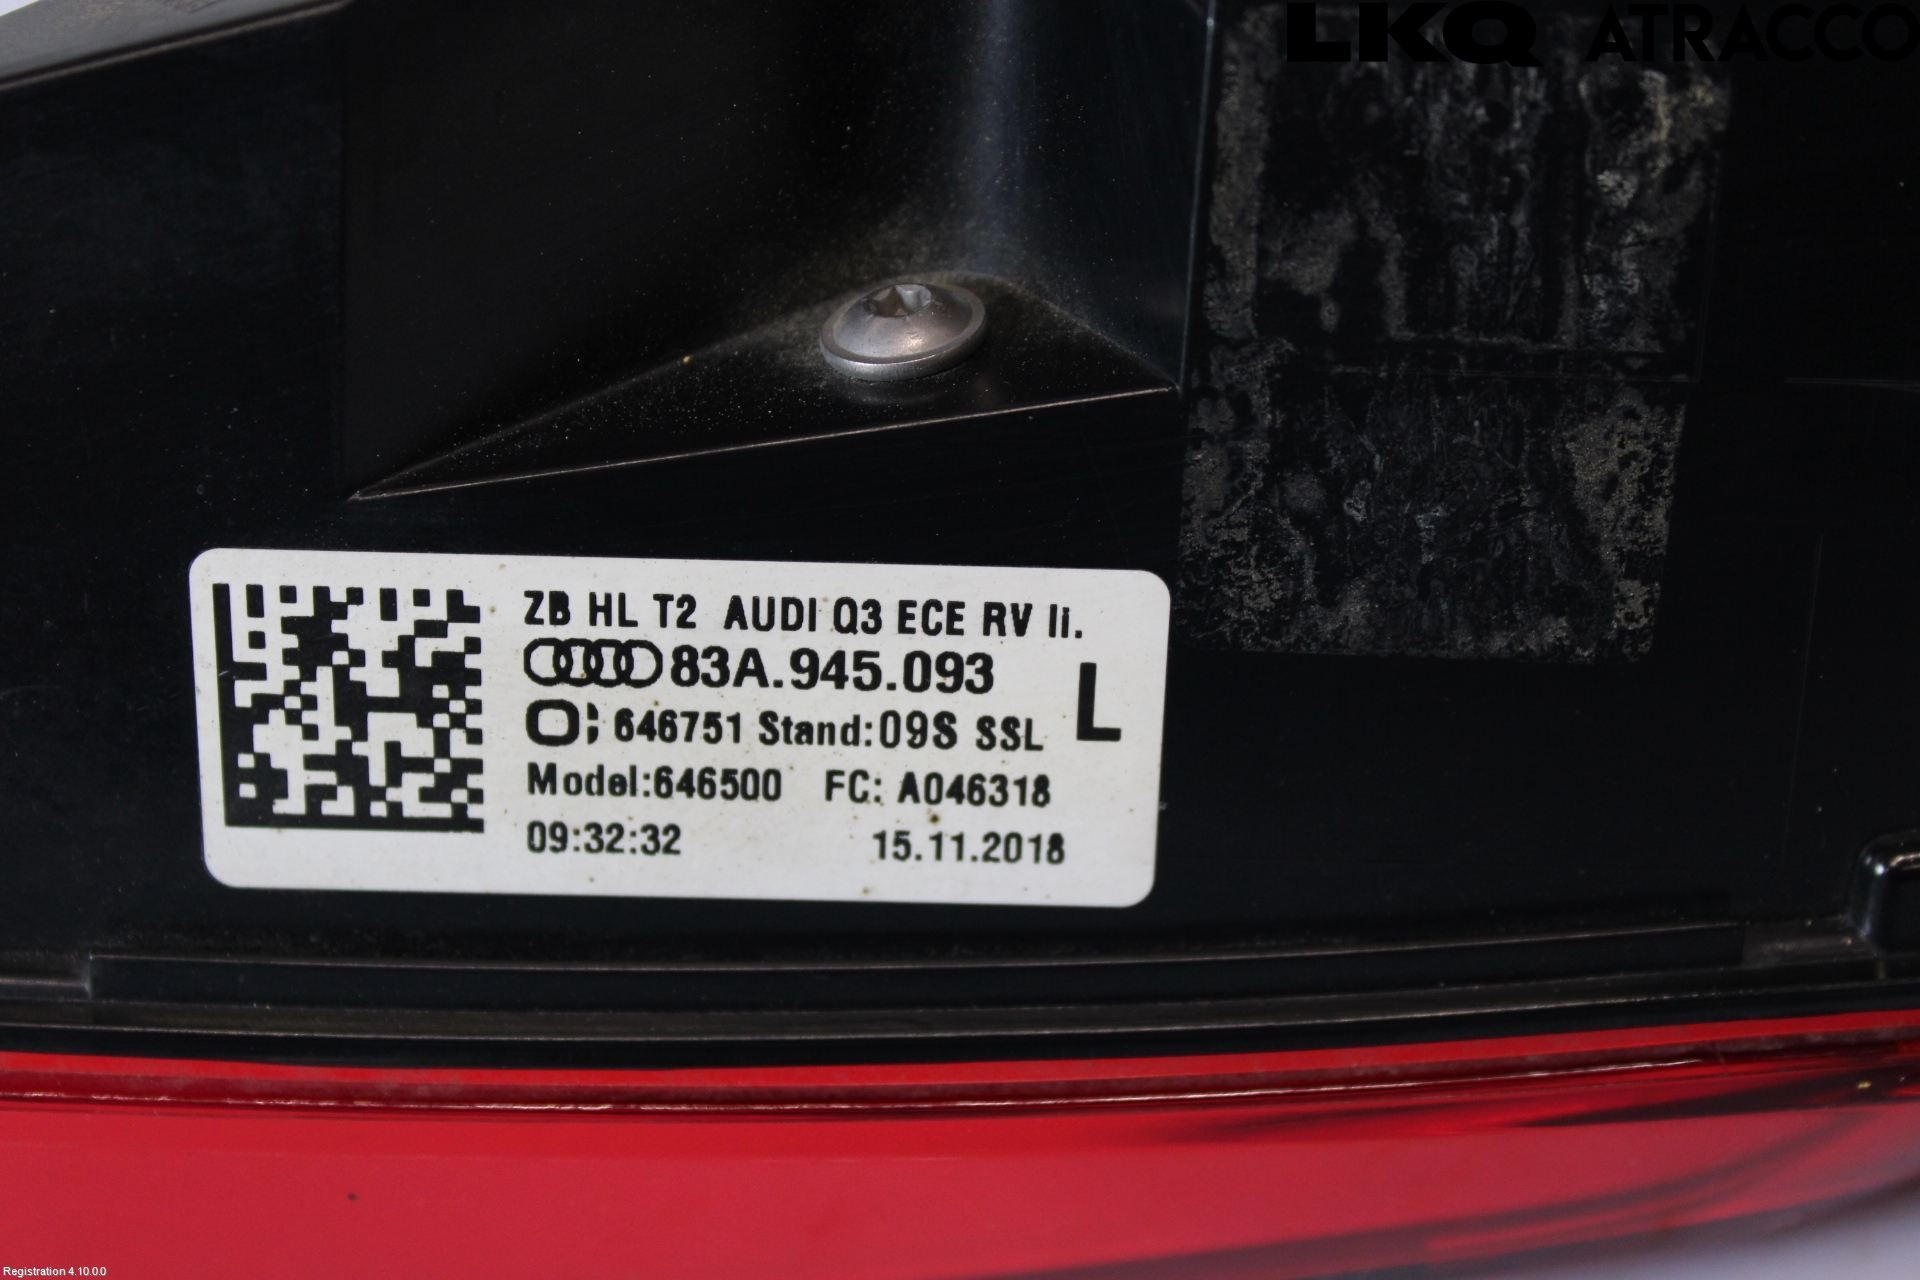 LKQ ATRACCO
ZB HL T2 AUDI Q3 ECE RV li.
83A.945.093
L
646751 Stand:09S SSL
Model:646500 FC: A046318
09:32:32 15.11.2018
Registration 4.10.0.0